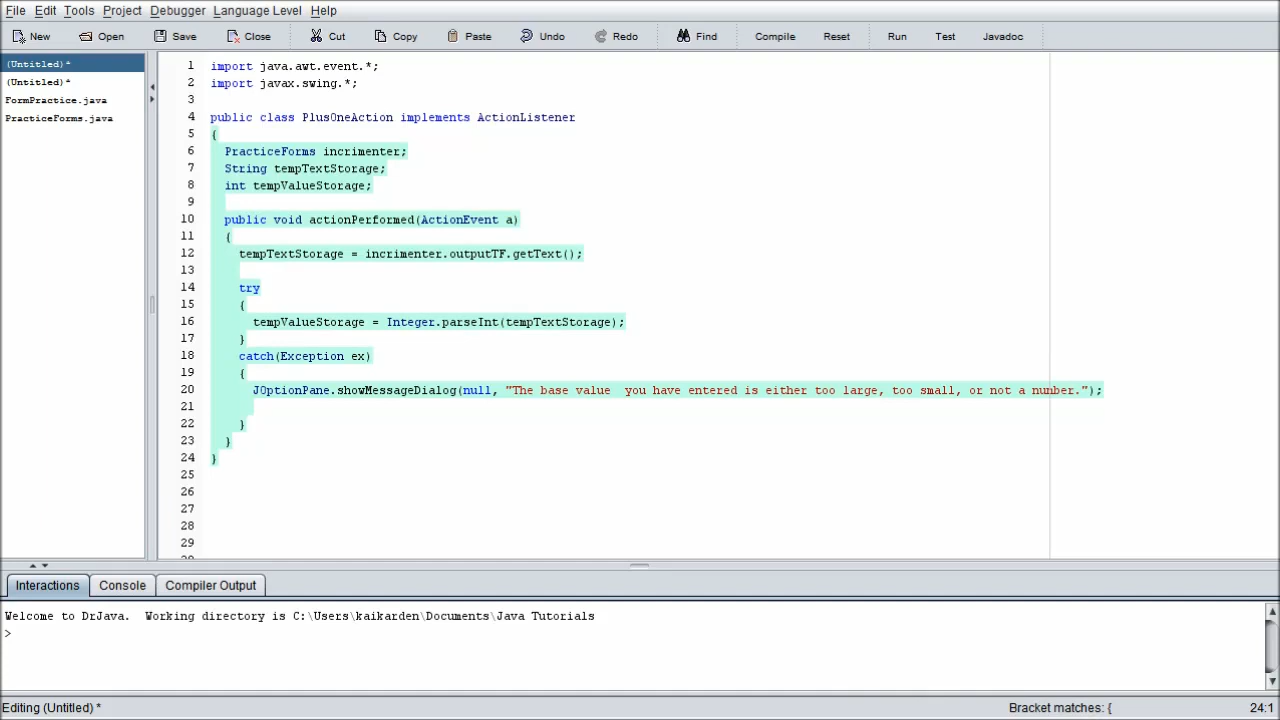 File Edit Tools Project Debugger Language Level Help
New Open Save Close Cut Copy Paste Undo Redo Find Compile Reset Run Test Javadoc
(Untitled)*
(Untitled)*
FormPractice.java
PracticeForms.java
1 import java.awt.event.*;
2 import javax.swing.*;
3
4 public class PlusOneAction implements ActionListener
5 {
6 PracticeForms incrimenter;
7 String tempTextStorage;
8 int tempValueStorage;
9
10 public void actionPerformed(ActionEvent a)
11 {
12 tempTextStorage = incrimenter.outputTF.getText();
13
14 try
15 {
16 tempValueStorage = Integer.parseInt(tempTextStorage);
17 }
18 catch(Exception ex)
19 {
20 JOptionPane.showMessageDialog(null, "The base value  you have entered is either too large, too small, or not a number.");
21
22 }
23 }
24 }
25
26
27
28
29
Interactions Console Compiler Output
Welcome to DrJava.  Working directory is C:\Users\kaikarden\Documents\Java Tutorials
>
Editing (Untitled) * Bracket matches: { 24:1